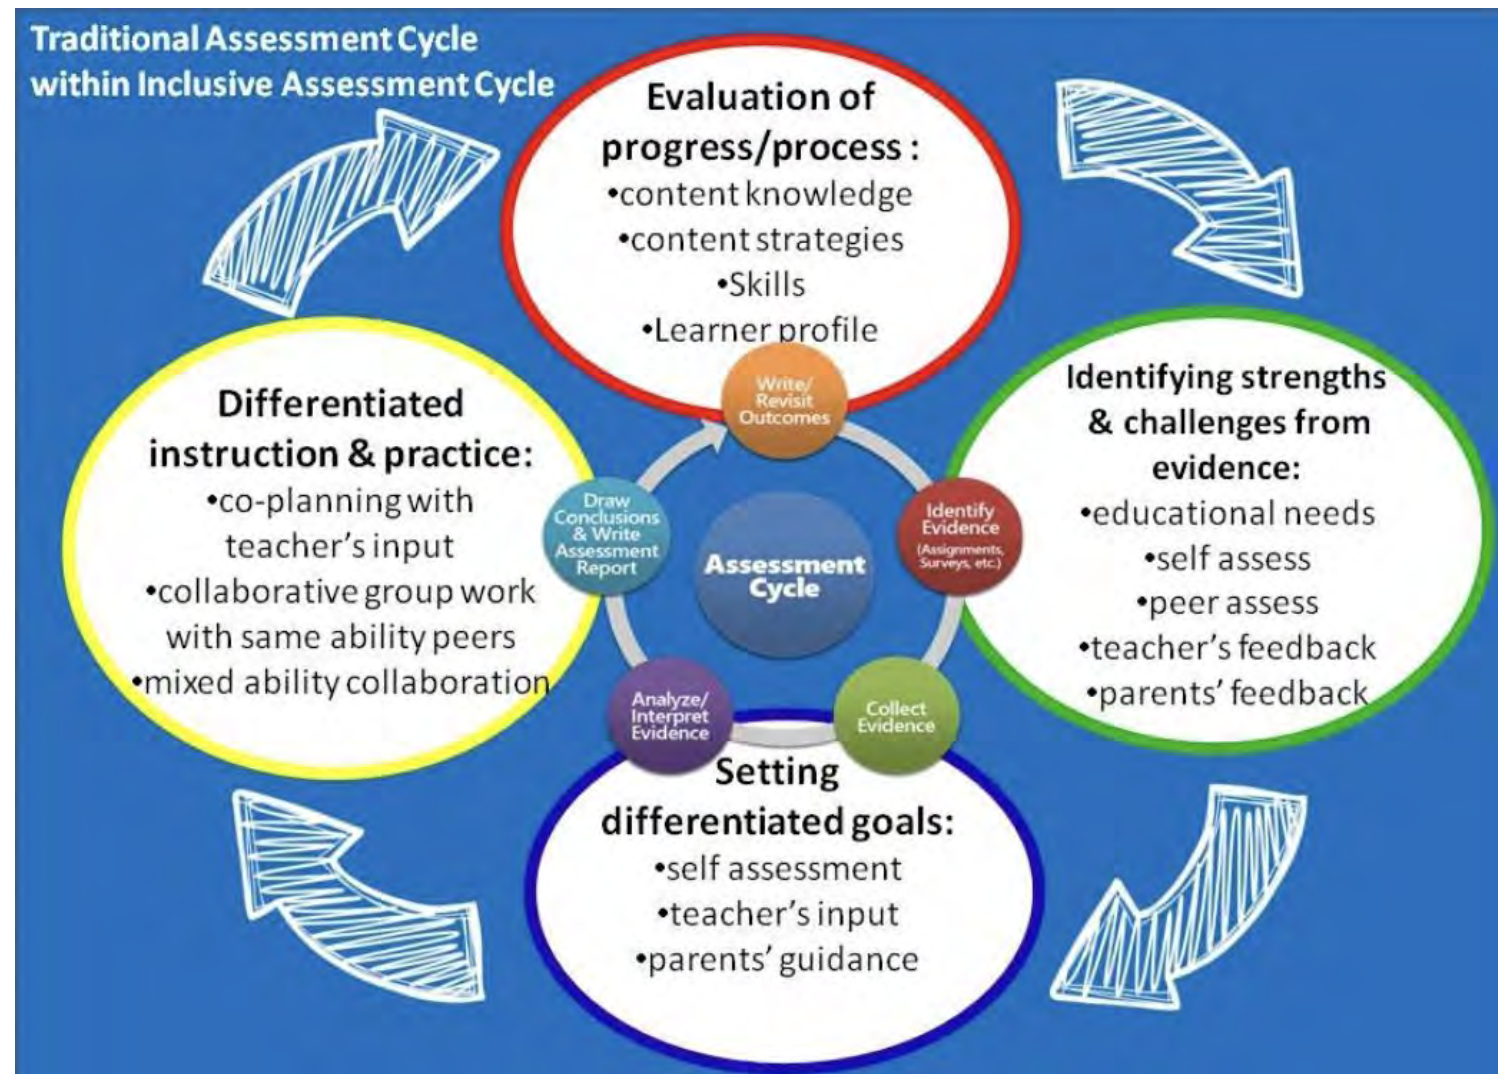 Traditional Assessment Cycle
within Inclusive Assessment Cycle
Evaluation of
progress/process :
•content knowledge
•content strategies
•Skills
•Learner profile
Identifying strengths
& challenges from
evidence:
•educational needs
•self assess
•peer assess
•teacher's feedback
•parents' feedback
Setting
differentiated goals:
•self assessment
•teacher's input
•parents' guidance
Differentiated
instruction & practice:
•co-planning with
teacher's input
•collaborative group work
with same ability peers
•mixed ability collaboration
Assessment
Cycle
Write/
Revisit
Outcomes
Identify
Evidence
(Assignments,
Surveys, etc.)
Collect
Evidence
Analyze/
Interpret
Evidence
Draw
Conclusions
& Write
Assessment
Report